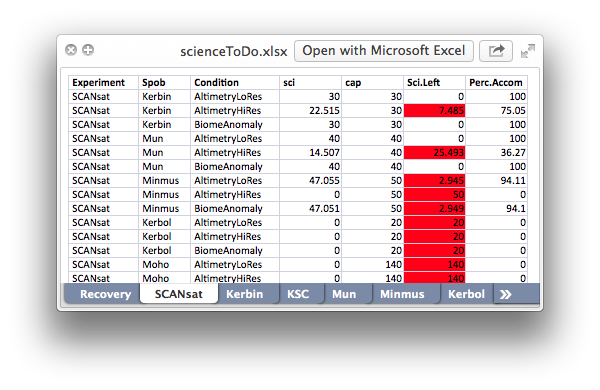 scienceToDo.xlsx Open with Microsoft Excel
Experiment Spob Condition sci cap Sci.Left Perc.Accom
SCANsat Kerbin AltimetryLoRes 30 30 0 100
SCANsat Kerbin AltimetryHiRes 22.515 30 7.485 75.05
SCANsat Kerbin BiomeAnomaly 30 30 0 100
SCANsat Mun AltimetryLoRes 40 40 0 100
SCANsat Mun AltimetryHiRes 14.507 40 25.493 36.27
SCANsat Mun BiomeAnomaly 40 40 0 100
SCANsat Minmus AltimetryLoRes 47.055 50 2.945 94.11
SCANsat Minmus AltimetryHiRes 0 50 50 0
SCANsat Minmus BiomeAnomaly 47.051 50 2.949 94.1
SCANsat Kerbol AltimetryLoRes 0 20 20 0
SCANsat Kerbol AltimetryHiRes 0 20 20 0
SCANsat Kerbol BiomeAnomaly 0 20 20 0
SCANsat Moho AltimetryLoRes 0 140 140 0
SCANsat Moho AltimetryHiRes 0 140 140 0
Recovery SCANsat Kerbin KSC Mun Minmus Kerbol »